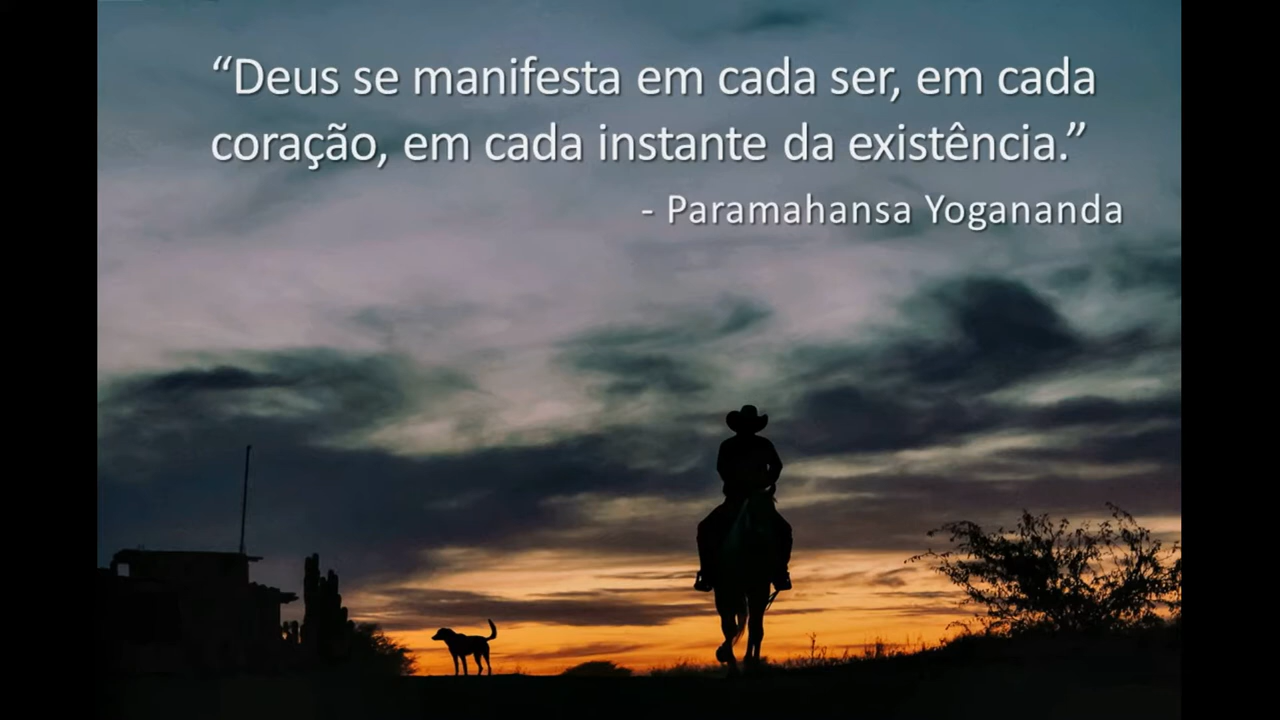 “Deus se manifesta em cada ser, em cada
coração, em cada instante da existência.”
- Paramahansa Yogananda